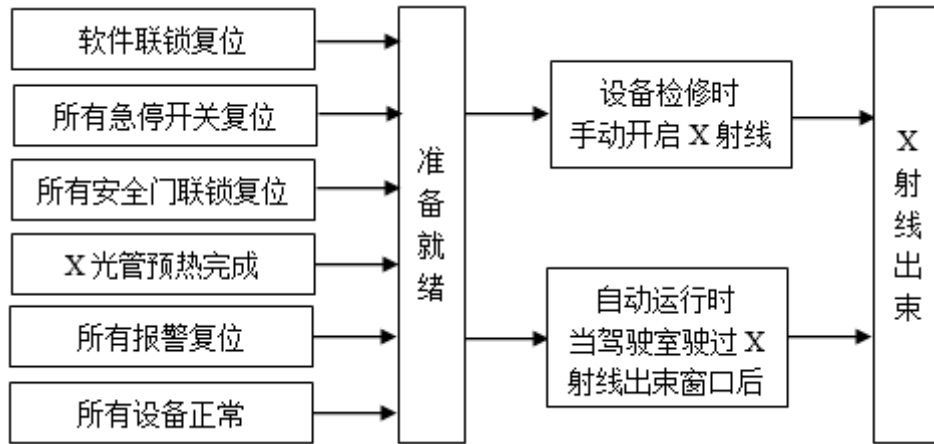 软件联锁复位
所有急停开关复位
所有安全门联锁复位
X光管预热完成
所有报警复位
所有设备正常
准
备
就
绪
设备检修时
手动开启 X 射线
自动运行时
当驾驶室驶过 X
射线出束窗口后
X
射
线
出
束